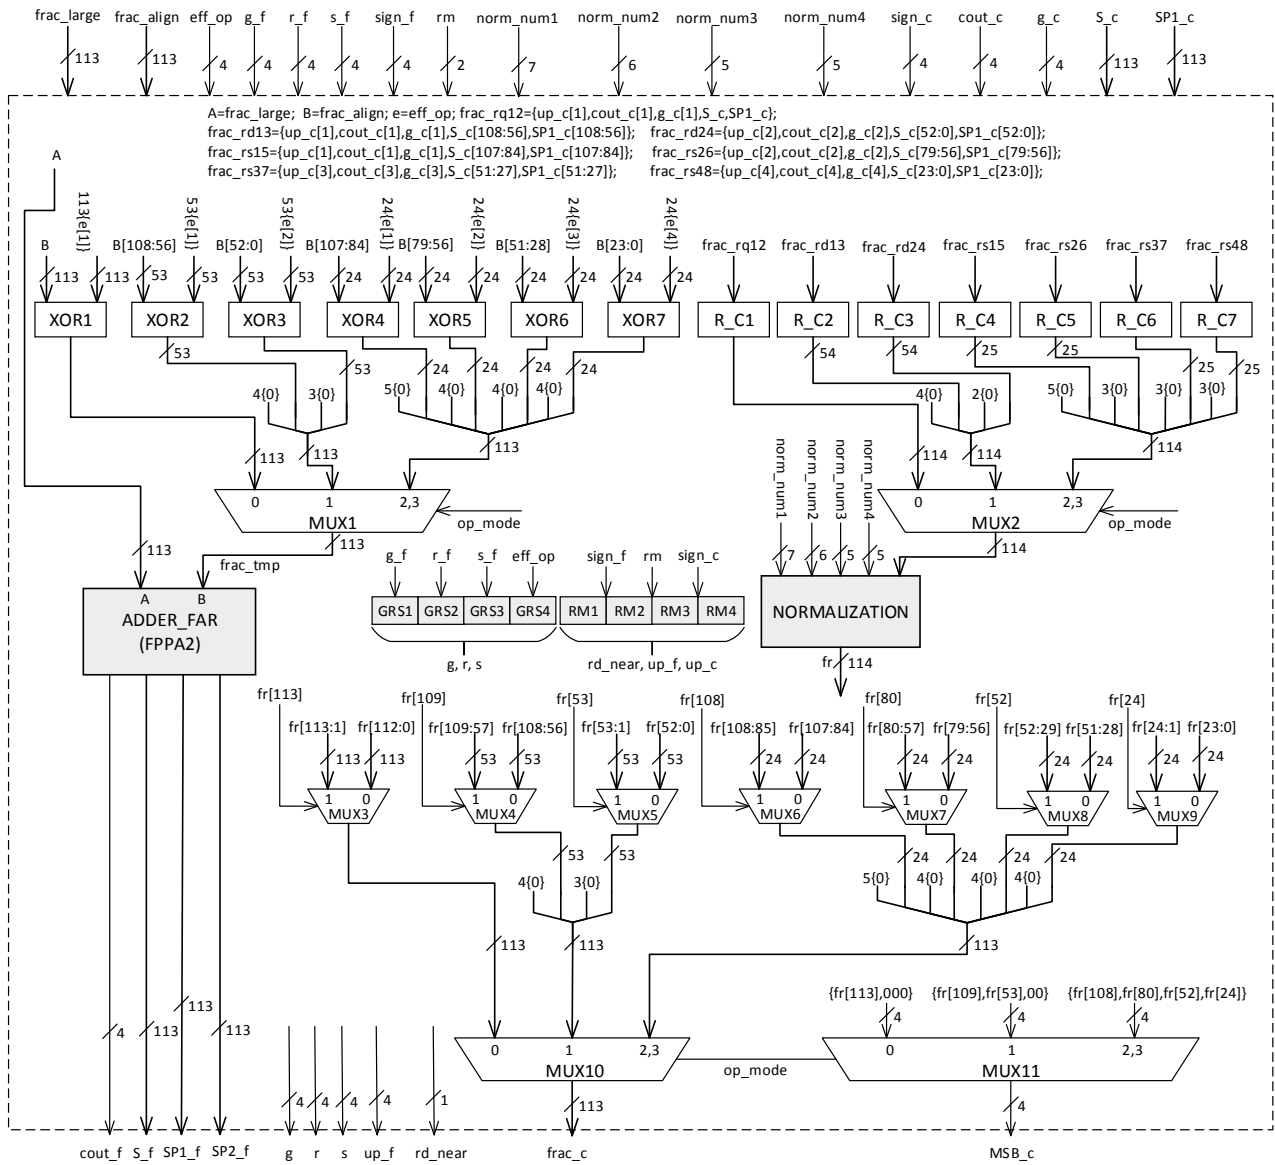 frac_large frac_align eff_op g_f r_f s_f sign_f rm norm_num1 norm_num2 norm_num3 norm_num4 sign_c cout_c g_c S_c SP1_c
113 113 4 4 4 4 4 2 7 6 5 5 4 4 4 113 113
A=frac_large; B=frac_align; e=eff_op; frac_rq12={up_c[1],cout_c[1],g_c[1],S_c,SP1_c};
frac_rd13={up_c[1],cout_c[1],g_c[1],S_c[108:56],SP1_c[108:56]}; frac_rd24={up_c[2],cout_c[2],g_c[2],S_c[52:0],SP1_c[52:0]};
frac_rs15={up_c[1],cout_c[1],g_c[1],S_c[107:84],SP1_c[107:84]}; frac_rs26={up_c[2],cout_c[2],g_c[2],S_c[79:56],SP1_c[79:56]};
frac_rs37={up_c[3],cout_c[3],g_c[3],S_c[51:27],SP1_c[51:27]}; frac_rs48={up_c[4],cout_c[4],g_c[4],S_c[23:0],SP1_c[23:0]};
A
113{e[1]} 53{e[1]} 53{e[2]} 24{e[1]} 24{e[2]} 24{e[3]} 24{e[4]}
B B[108:56] B[52:0] B[107:84] B[79:56] B[51:28] B[23:0] frac_rq12 frac_rd13 frac_rd24 frac_rs15 frac_rs26 frac_rs37 frac_rs48
113 113 53 53 53 53 24 24 24 24 24 24 24 24
XOR1 XOR2 XOR3 XOR4 XOR5 XOR6 XOR7 R_C1 R_C2 R_C3 R_C4 R_C5 R_C6 R_C7
53 53 24 24 24 24 54 54 25 25 25 25
4{0} 3{0} 5{0} 4{0} 4{0} 4{0} 4{0} 2{0} 5{0} 3{0} 3{0} 3{0}
113 113 113 114 114 114
norm_num1 norm_num2 norm_num3 norm_num4
0 1 2,3 0 1 2,3
MUX1 MUX2
op_mode op_mode
113 113 114
frac_tmp
g_f r_f s_f eff_op sign_f rm sign_c 7 6 5 5
A B
ADDER_FAR
(FPPA2)
GRS1 GRS2 GRS3 GRS4 RM1 RM2 RM3 RM4 NORMALIZATION
g, r, s rd_near, up_f, up_c fr 114
fr[113] fr[109] fr[53] fr[108] fr[80] fr[52] fr[24]
fr[113:1] fr[112:0] fr[109:57] fr[108:56] fr[53:1] fr[52:0] fr[108:85] fr[107:84] fr[80:57] fr[79:56] fr[52:29] fr[51:28] fr[24:1] fr[23:0]
113 113 53 53 53 53 24 24 24 24 24 24 24 24
1 0 1 0 1 0 1 0 1 0 1 0 1 0
MUX3 MUX4 MUX5 MUX6 MUX7 MUX8 MUX9
53 53 24 24 24 24
4{0} 3{0} 5{0} 4{0} 4{0} 4{0}
113 113 113
{fr[113],000} {fr[109],fr[53],00} {fr[108],fr[80],fr[52],fr[24]}
4 113 113 113 4 4 4
0 1 2,3 0 1 2,3
MUX10 op_mode MUX11
4 4 4 4 1 113 4
cout_f S_f SP1_f SP2_f g r s up_f rd_near frac_c MSB_c